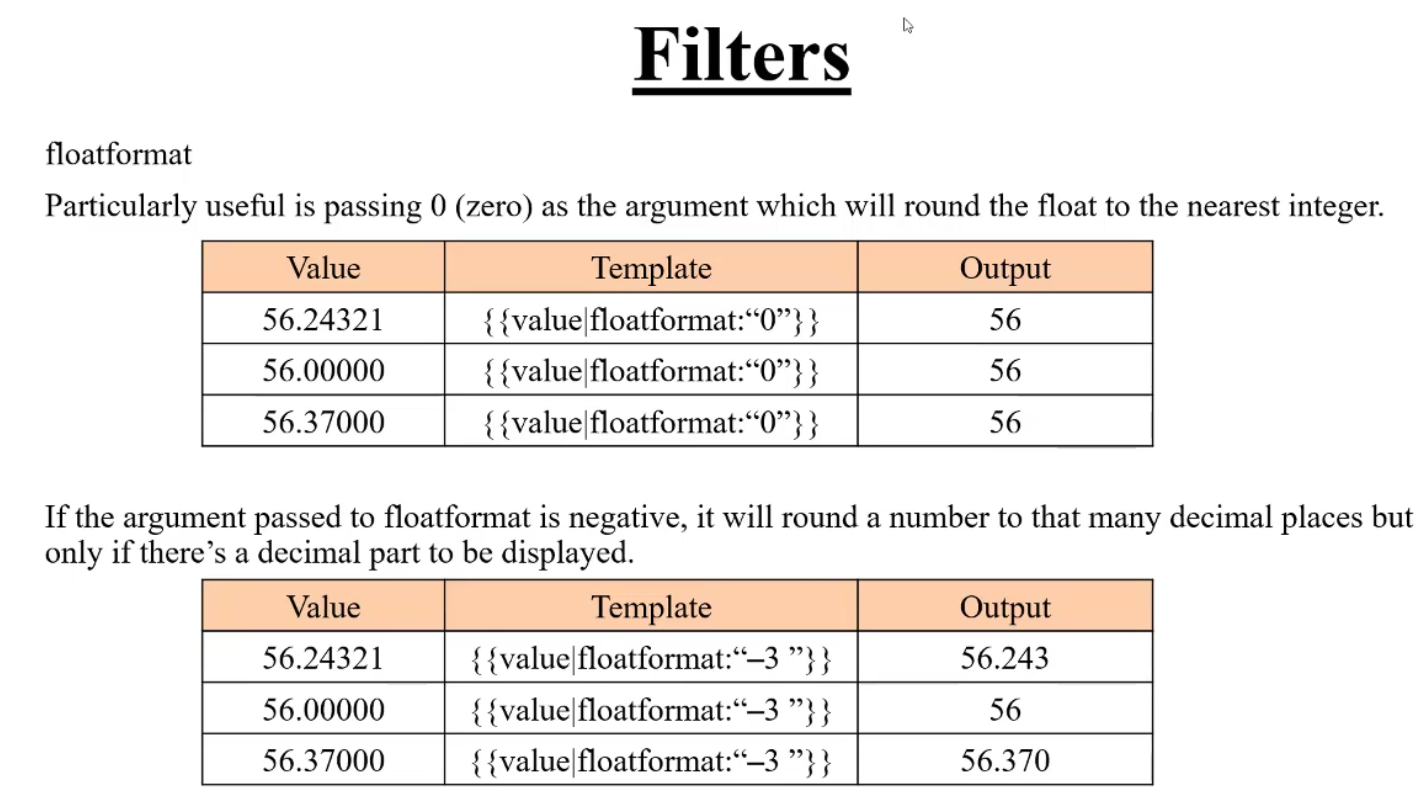 Filters
floatformat
Particularly useful is passing 0 (zero) as the argument which will round the float to the nearest integer.
Value Template Output
56.24321 {{value|floatformat:“0”}} 56
56.00000 {{value|floatformat:“0”}} 56
56.37000 {{value|floatformat:“0”}} 56
If the argument passed to floatformat is negative, it will round a number to that many decimal places but
only if there’s a decimal part to be displayed.
Value Template Output
56.24321 {{value|floatformat:“–3 ”}} 56.243
56.00000 {{value|floatformat:“–3 ”}} 56
56.37000 {{value|floatformat:“–3 ”}} 56.370